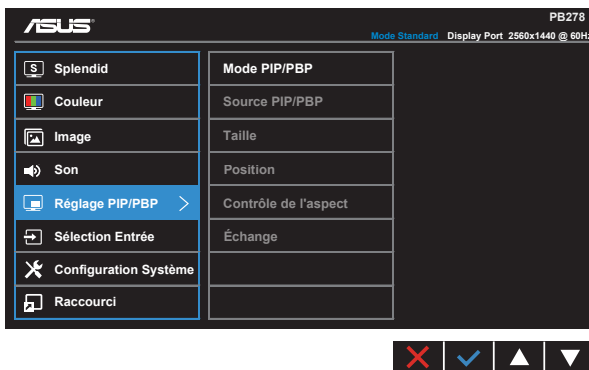 ASUS
PB278
Mode Standard Display Port 2560x1440 @ 60Hz
Splendid
Couleur
Image
Son
Réglage PIP/PBP
Sélection Entrée
Configuration Système
Raccourci
Mode PIP/PBP
Source PIP/PBP
Taille
Position
Contrôle de l'aspect
Échange